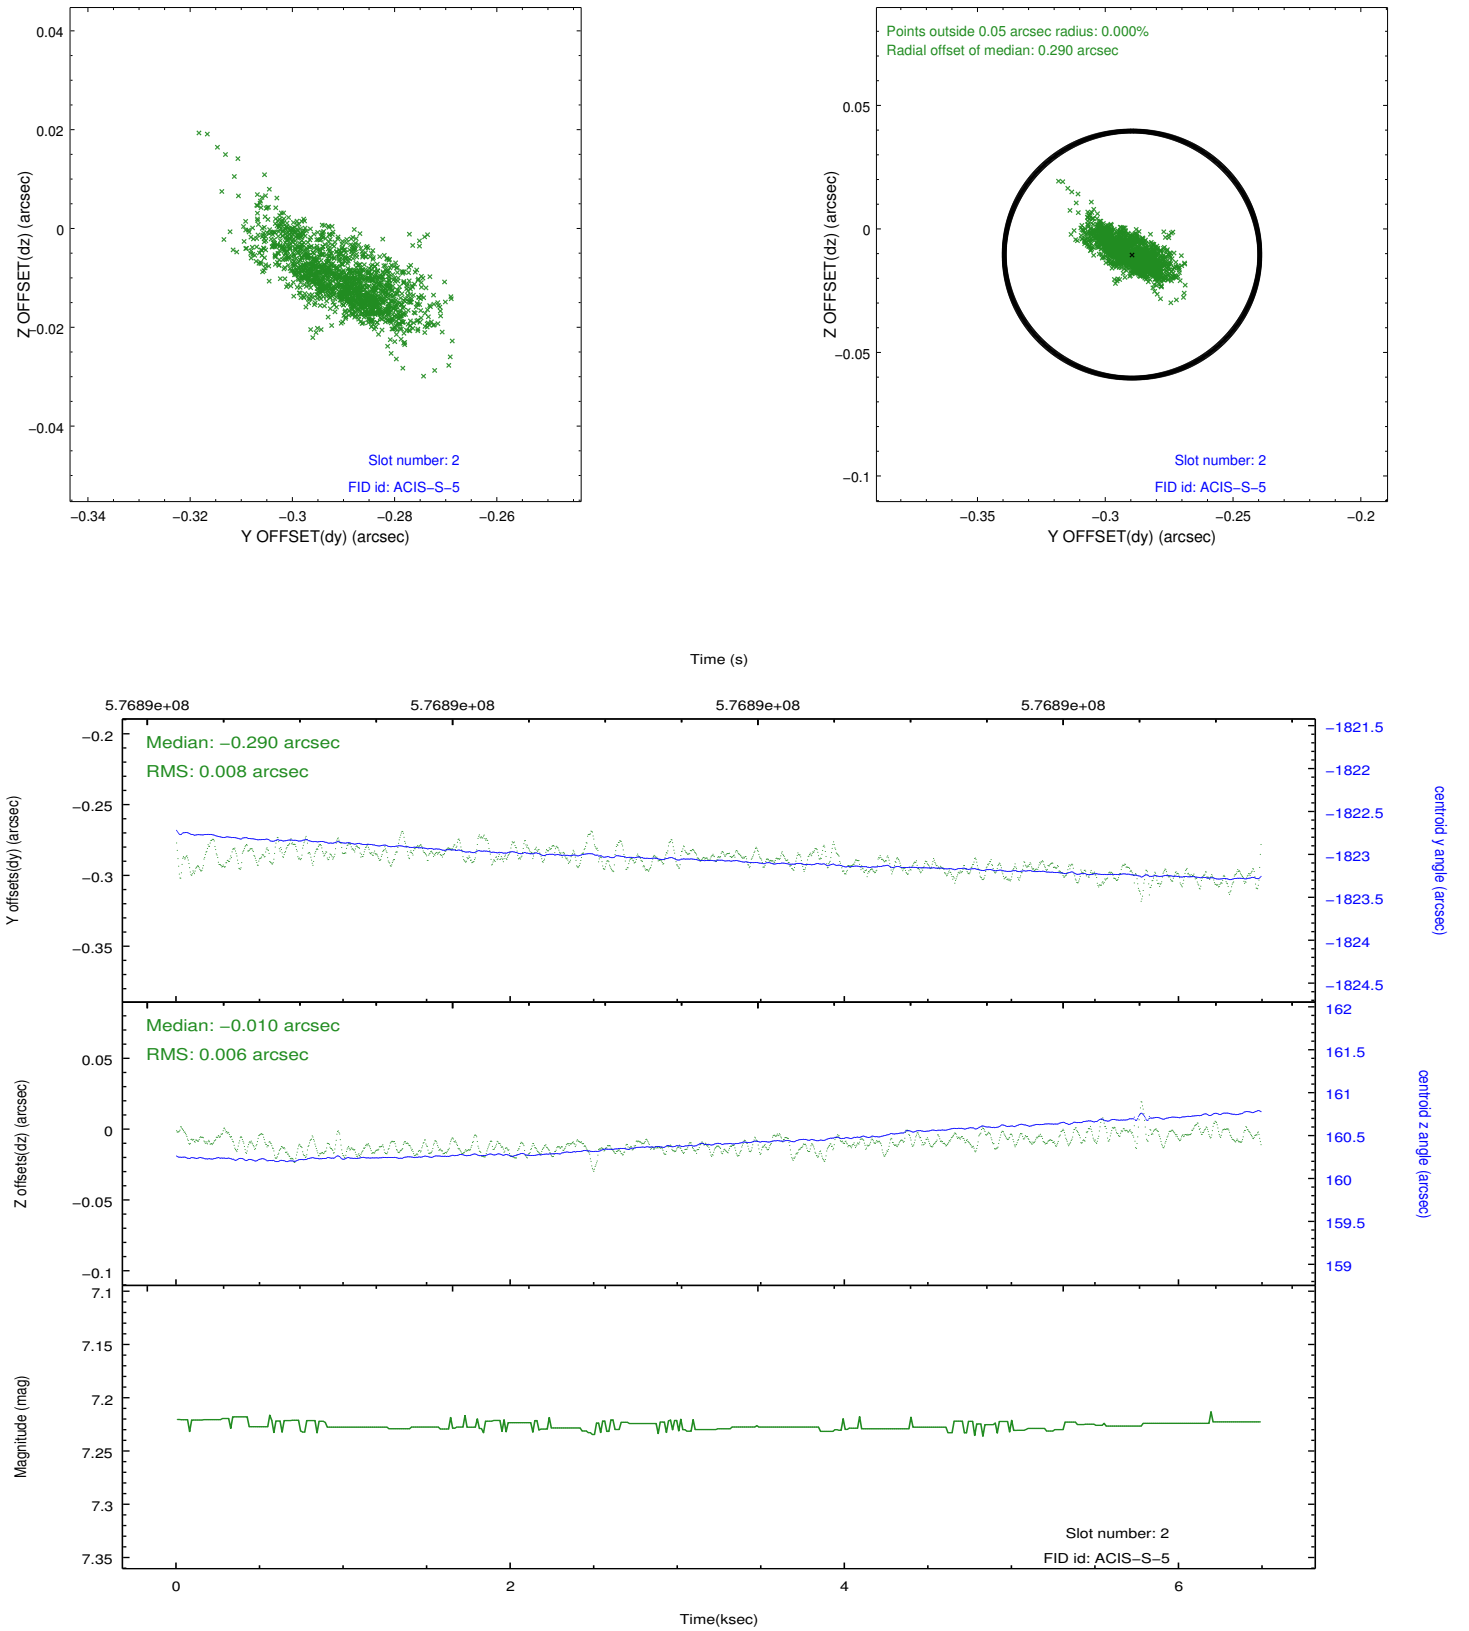 0.04
0.02
0
−0.02
−0.04
Z OFFSET(dz) (arcsec)
Slot number: 2
FID id: ACIS−S−5
−0.34
−0.32
−0.3
−0.28
−0.26
Y OFFSET(dy) (arcsec)
Points outside 0.05 arcsec radius: 0.000%
Radial offset of median: 0.290 arcsec
0.05
0
−0.05
−0.1
Z OFFSET(dz) (arcsec)
Slot number: 2
FID id: ACIS−S−5
−0.35
−0.3
−0.25
−0.2
Y OFFSET(dy) (arcsec)
Time (s)
5.7689e+08
5.7689e+08
5.7689e+08
5.7689e+08
Median: −0.290 arcsec
RMS: 0.008 arcsec
−0.2
−0.25
−0.3
−0.35
Y offsets(dy) (arcsec)
−1821.5
−1822
−1822.5
−1823
−1823.5
−1824
−1824.5
centroid y angle (arcsec)
Median: −0.010 arcsec
RMS: 0.006 arcsec
0.05
0
−0.05
−0.1
Z offsets(dz) (arcsec)
162
161.5
161
160.5
160
159.5
159
centroid z angle (arcsec)
7.1
7.15
7.2
7.25
7.3
7.35
Magnitude (mag)
Slot number: 2
FID id: ACIS−S−5
0
2
4
6
Time(ksec)